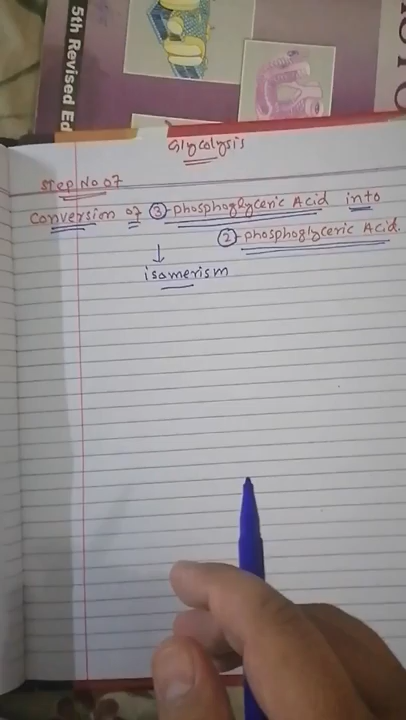 5th Revised Ed
Glycolysis
Step No 07
Conversion of 3-phosphoglyceric Acid into
2-phosphoglyceric Acid.
↓
isomerism